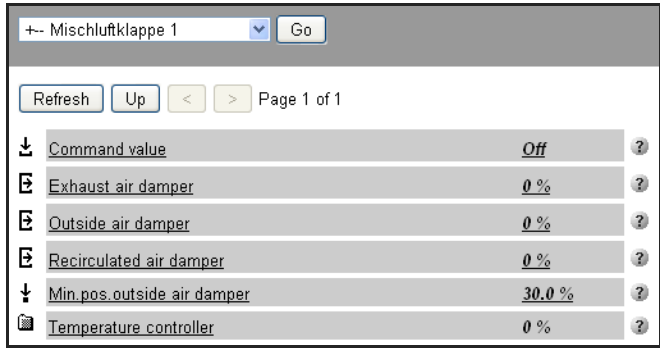 +-- Mischluftklappe 1 Go
Refresh Up < > Page 1 of 1
Command value Off ?
Exhaust air damper 0 % ?
Outside air damper 0 % ?
Recirculated air damper 0 % ?
Min.pos.outside air damper 30.0 % ?
Temperature controller 0 % ?